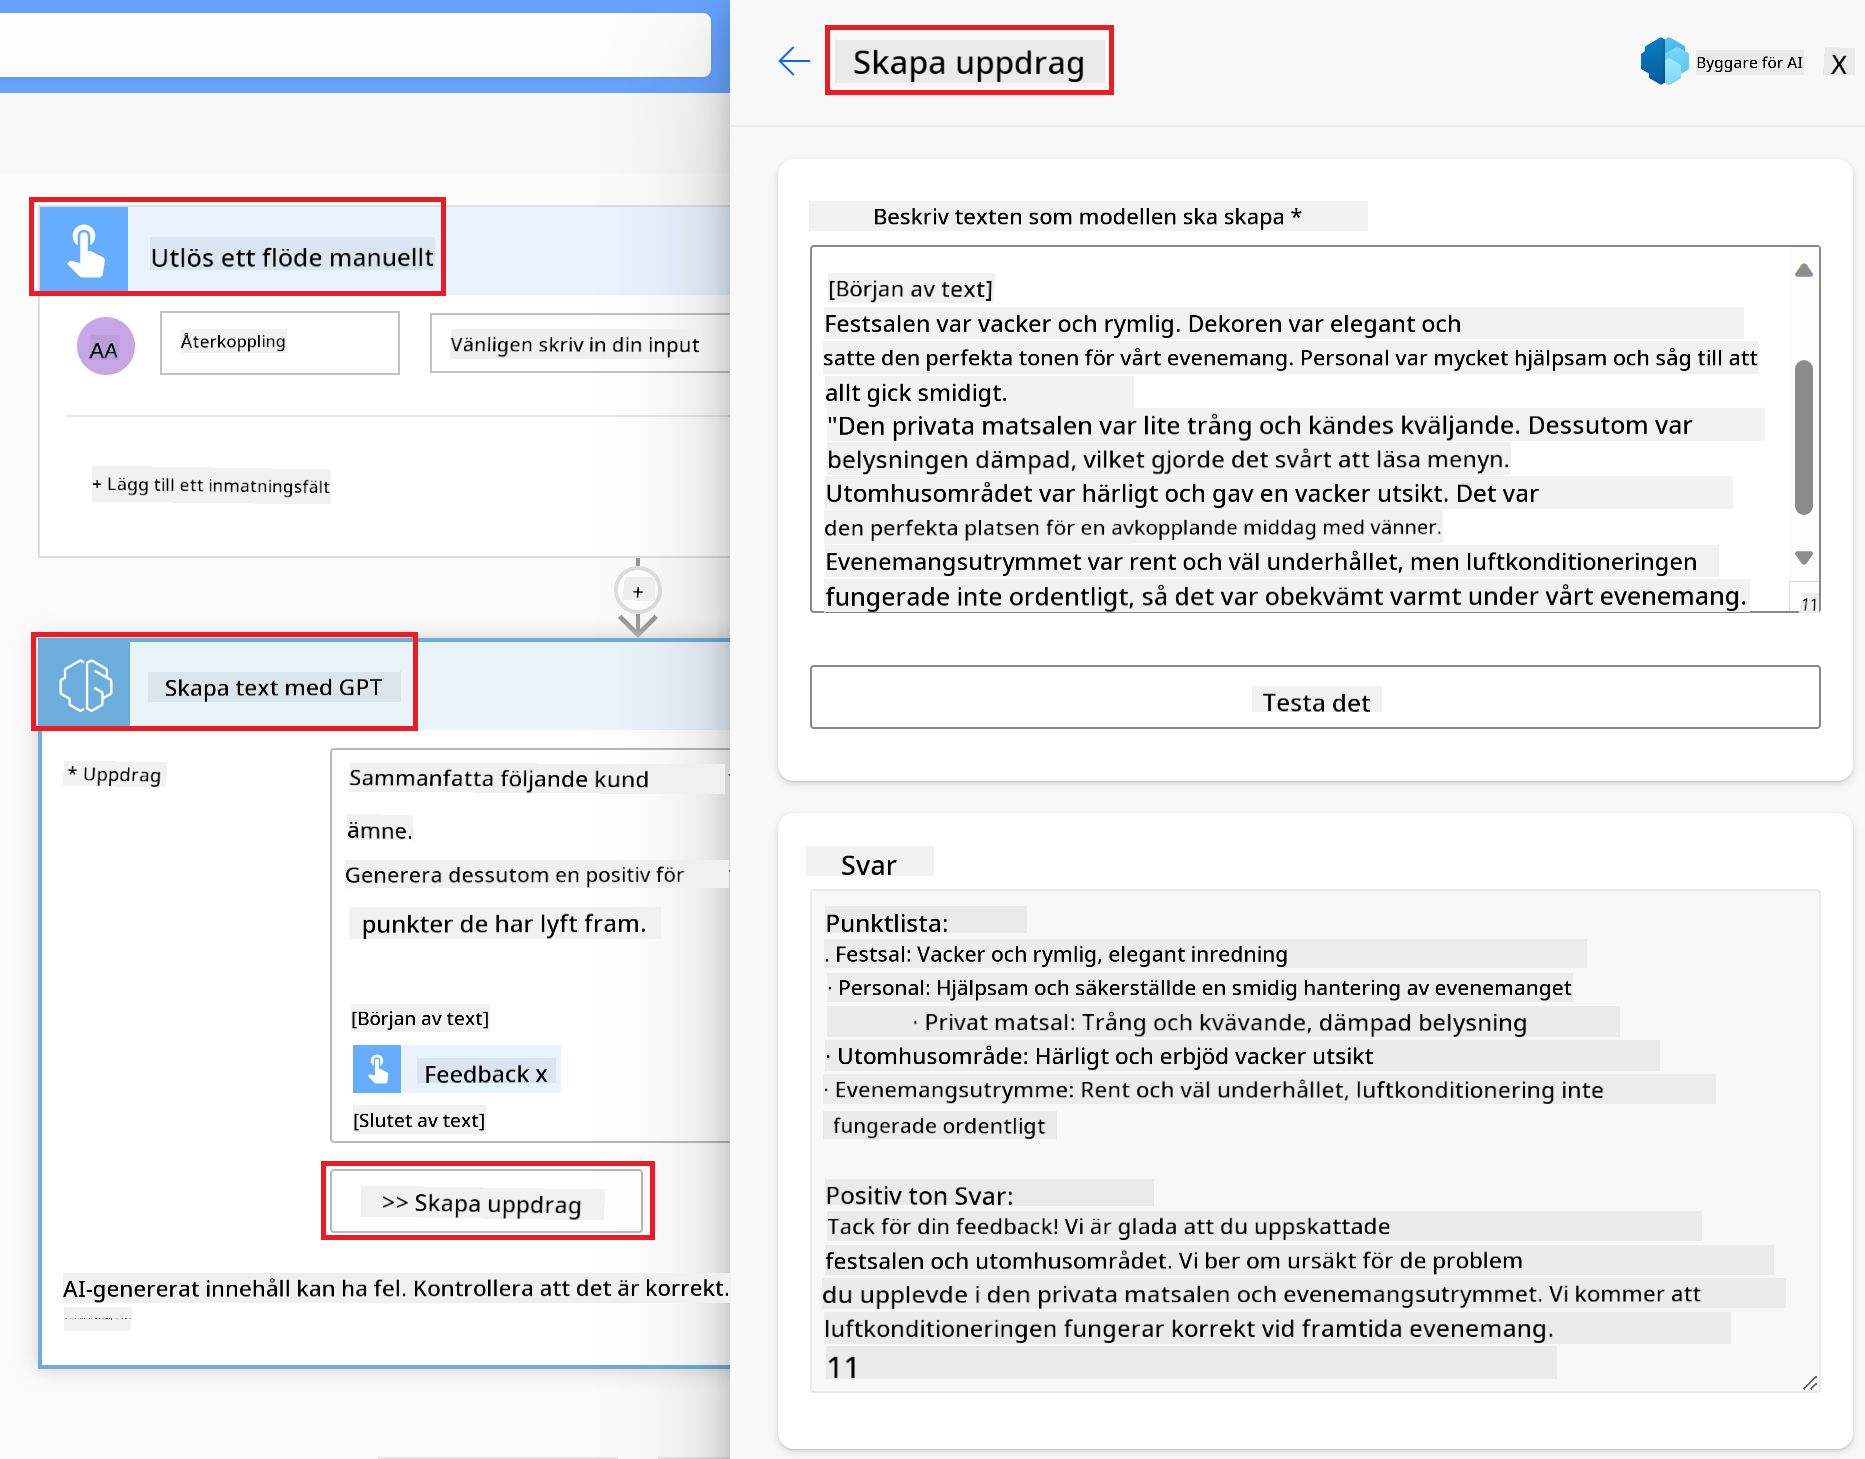 Utlös ett flöde manuellt
AA
Återkoppling
Vänligen skriv in din input
+ Lägg till ett inmatningsfält
+
Skapa text med GPT
* Uppdrag
Sammanfatta följande kund
ämne.
Generera dessutom en positiv för
punkter de har lyft fram.
[Början av text]
Feedback x
[Slutet av text]
>> Skapa uppdrag
AI-genererat innehåll kan ha fel. Kontrollera att det är korrekt.
Skapa uppdrag
Byggare för AI
X
Beskriv texten som modellen ska skapa *
[Början av text]
Festsalen var vacker och rymlig. Dekoren var elegant och
satte den perfekta tonen för vårt evenemang. Personal var mycket hjälpsam och såg till att
allt gick smidigt.
"Den privata matsalen var lite trång och kändes kväljande. Dessutom var
belysningen dämpad, vilket gjorde det svårt att läsa menyn.
Utomhusområdet var härligt och gav en vacker utsikt. Det var
den perfekta platsen för en avkopplande middag med vänner.
Evenemangsutrymmet var rent och väl underhållet, men luftkonditioneringen
fungerade inte ordentligt, så det var obekvämt varmt under vårt evenemang.
11
Testa det
Svar
Punktlista:
. Festsal: Vacker och rymlig, elegant inredning
· Personal: Hjälpsam och säkerställde en smidig hantering av evenemanget
· Privat matsal: Trång och kvävande, dämpad belysning
· Utomhusområde: Härligt och erbjöd vacker utsikt
· Evenemangsutrymme: Rent och väl underhållet, luftkonditionering inte
fungerade ordentligt
Positiv ton Svar:
Tack för din feedback! Vi är glada att du uppskattade
festsalen och utomhusområdet. Vi ber om ursäkt för de problem
du upplevde i den privata matsalen och evenemangsutrymmet. Vi kommer att
luftkonditioneringen fungerar korrekt vid framtida evenemang.
11